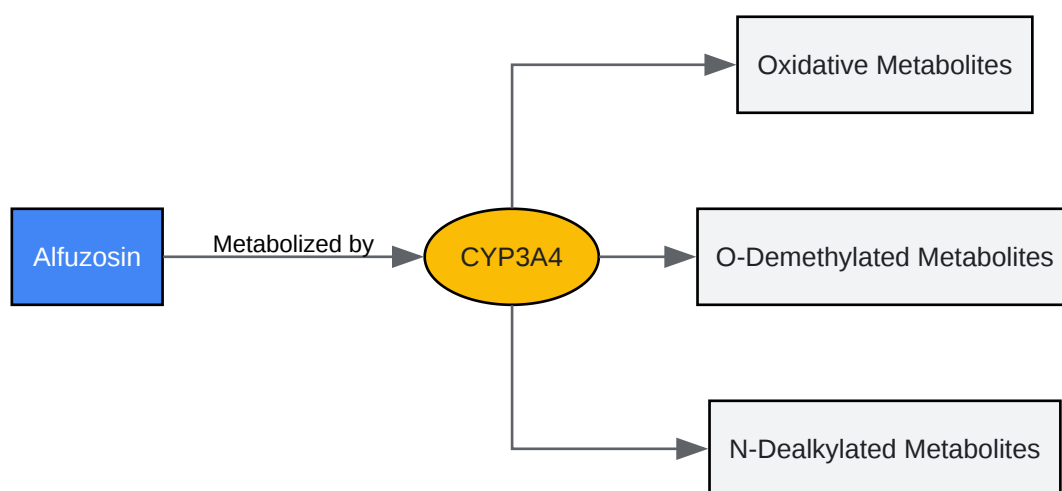 Oxidative Metabolites
Alfuzosin
Metabolized by
CYP3A4
O-Demethylated Metabolites
N-Dealkylated Metabolites